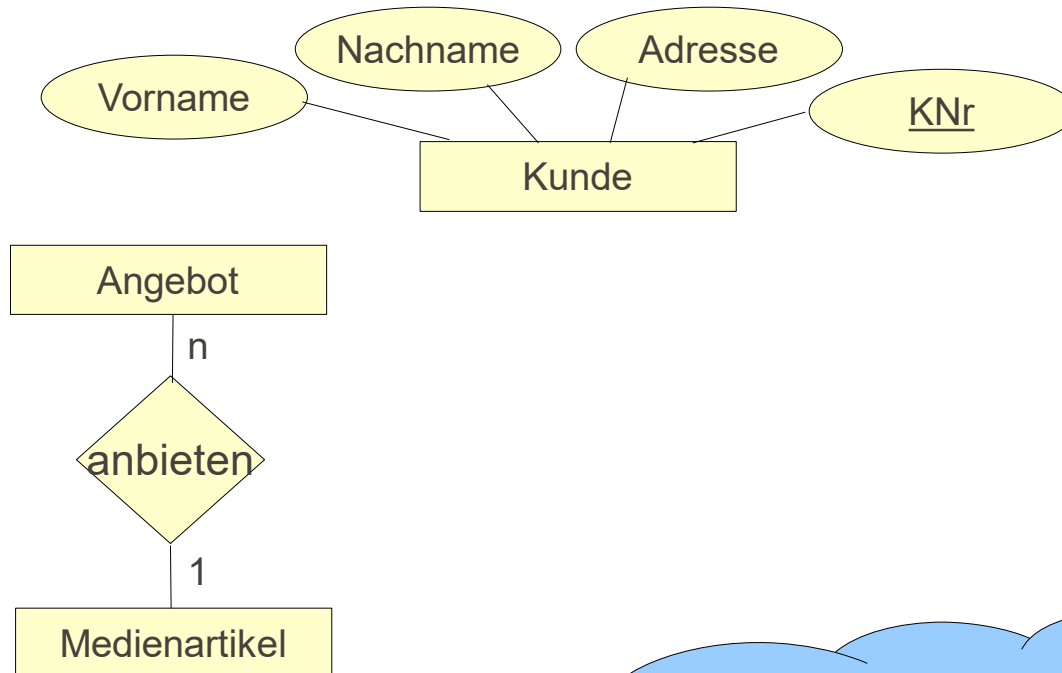 Nachname
Adresse
Vorname
KNr
Kunde
Angebot
n
anbieten
1
Medienartikel